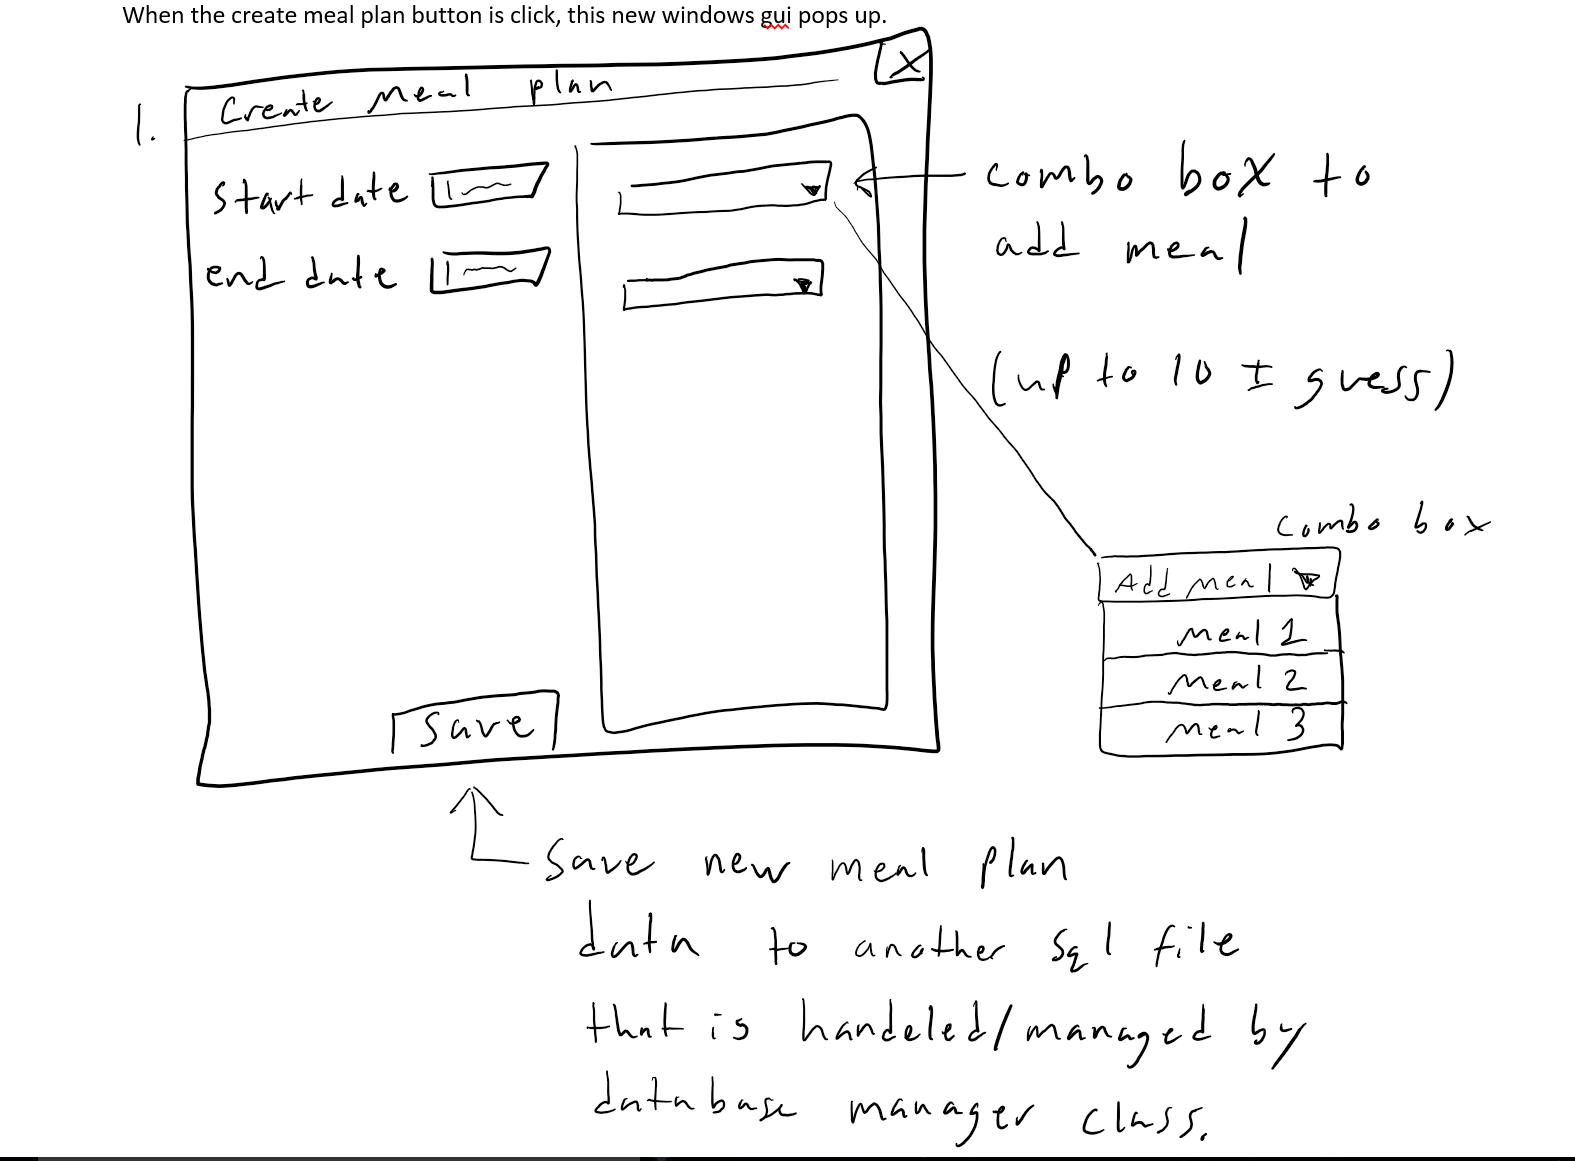 When the create meal plan button is click, this new windows gui pops up.
1.
Create meal plan
X
Start date
end date
combo box to
add meal
(up to 10 ± guess)
combo box
Add meal
meal 1
meal 2
meal 3
Save
Save new meal plan
data to another sql file
that is handeled/managed by
database manager class.